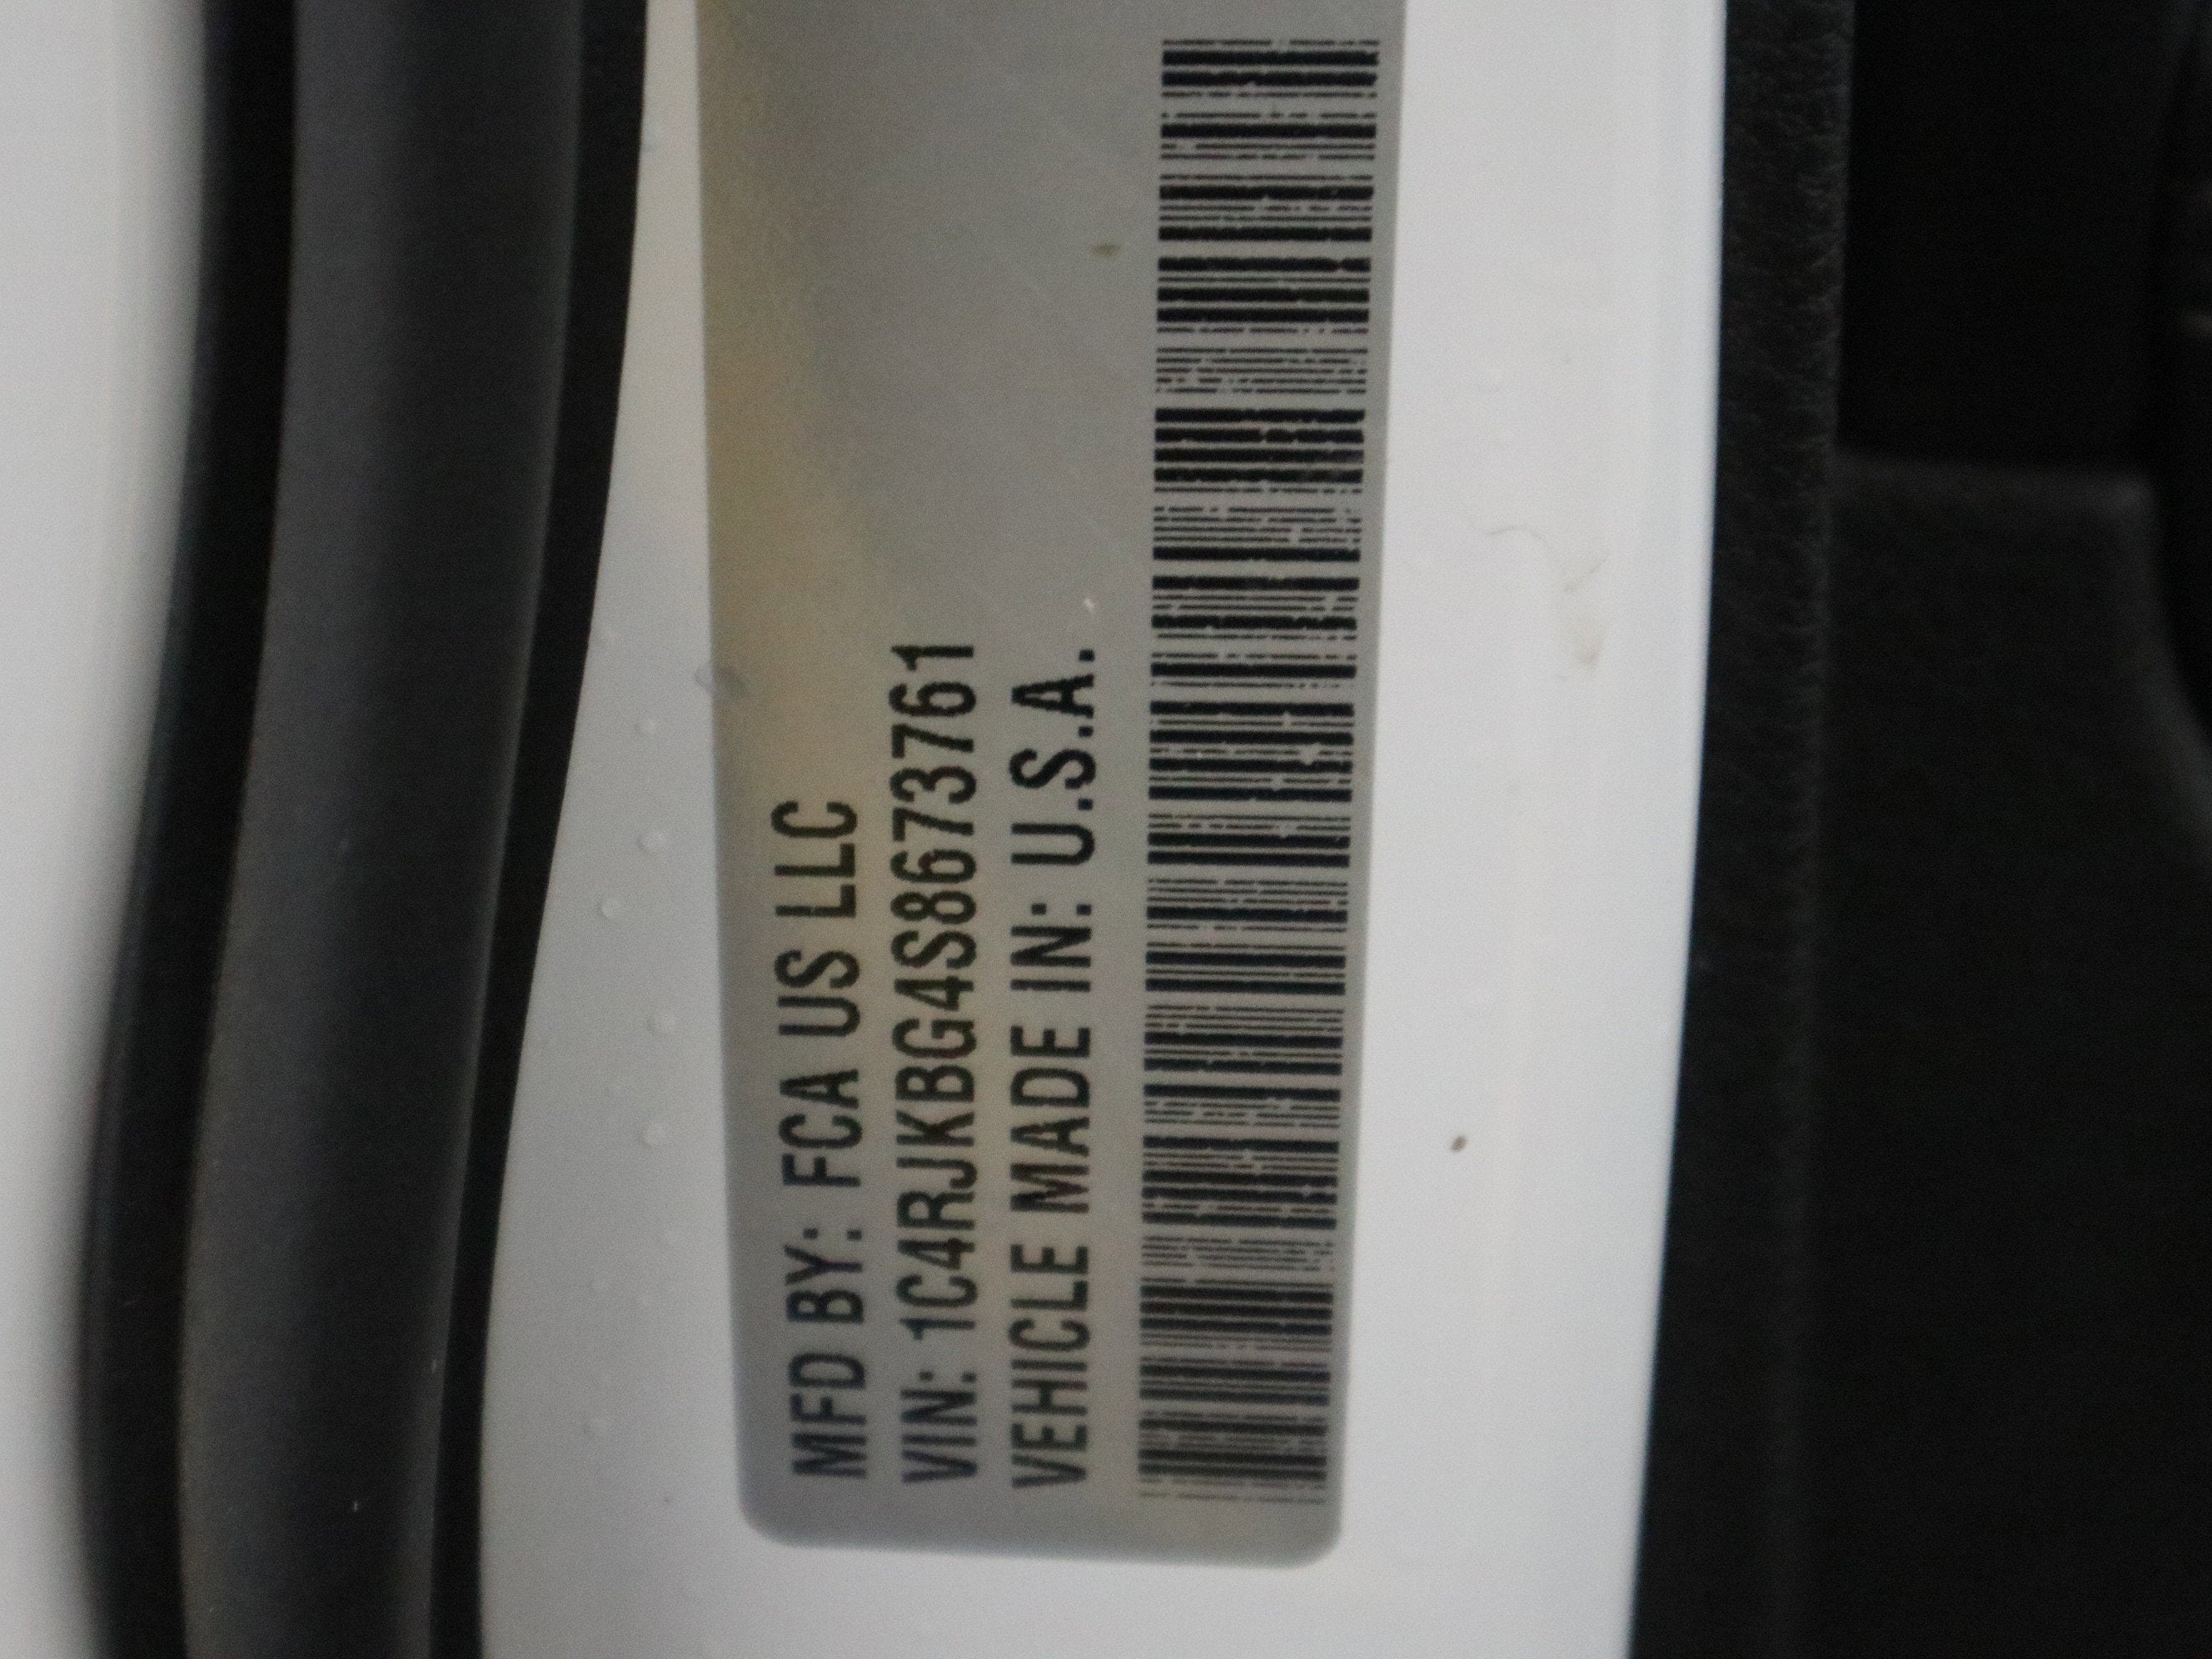 MFD BY: FCA US LLC
VIN: 1C4RJKBG4S8673761
VEHICLE MADE IN: U.S.A.